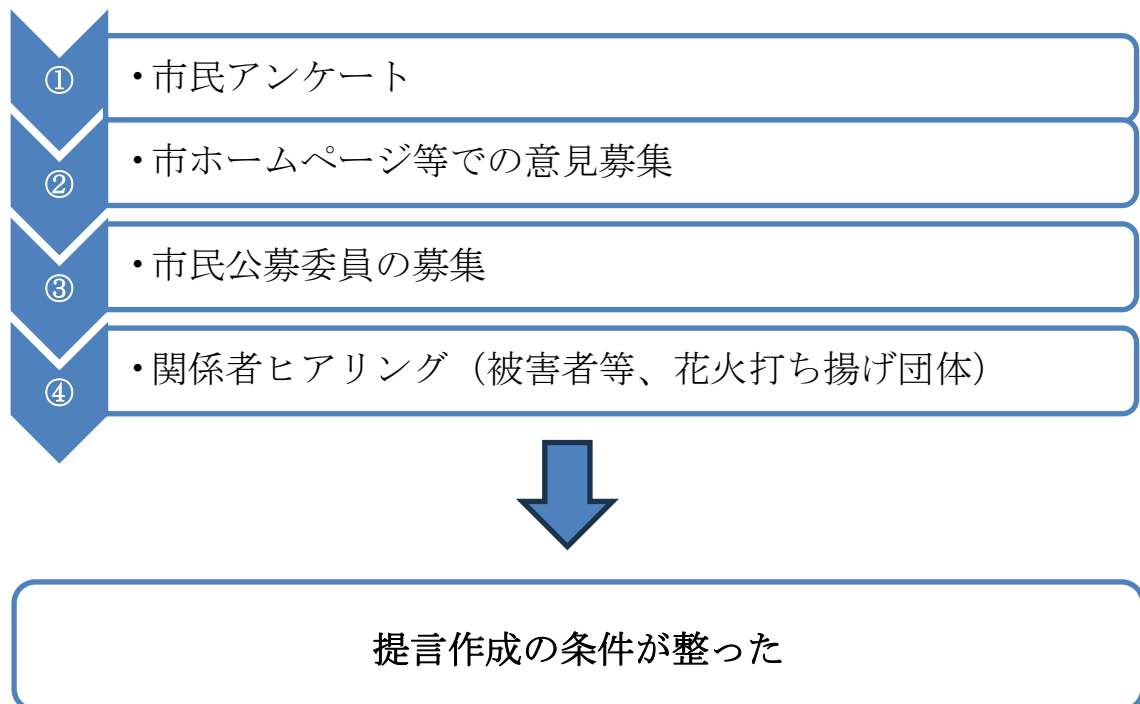 ①
・市民アンケート
②
・市ホームページ等での意見募集
③
・市民公募委員の募集
④
・関係者ヒアリング（被害者等、花火打ち揚げ団体）
提言作成の条件が整った